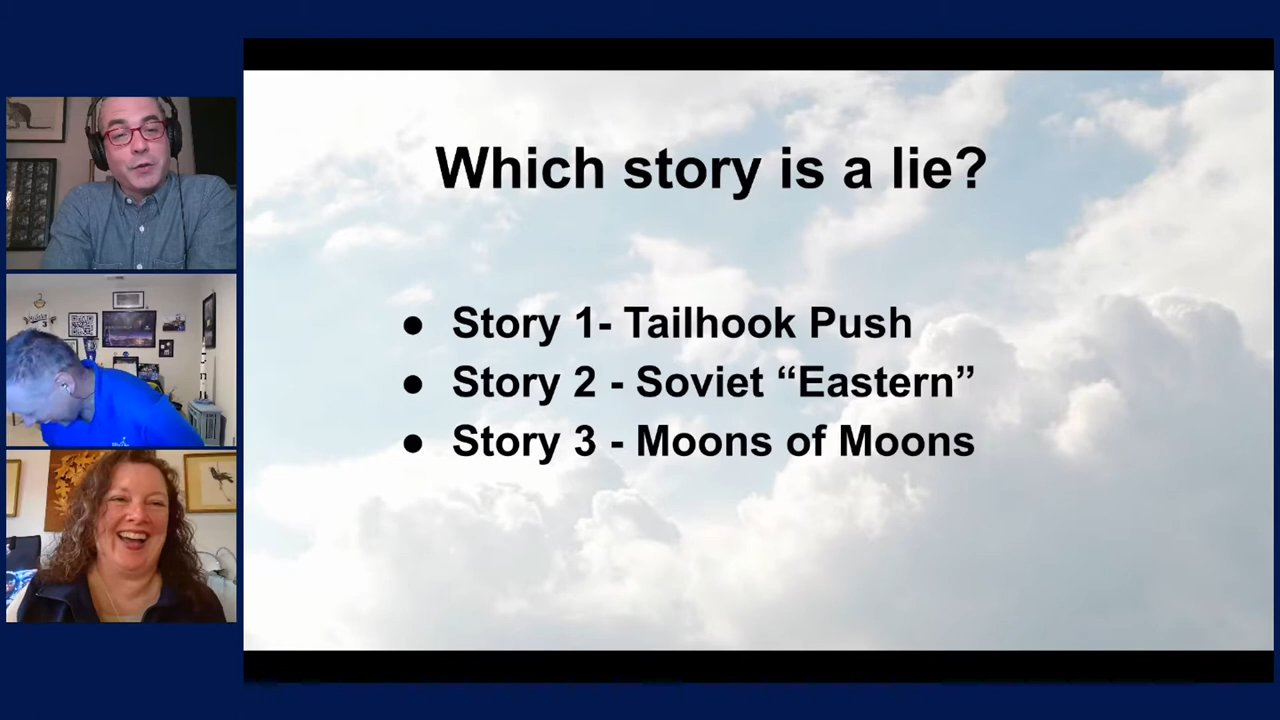 Which story is a lie?
● Story 1- Tailhook Push
● Story 2 - Soviet “Eastern”
● Story 3 - Moons of Moons